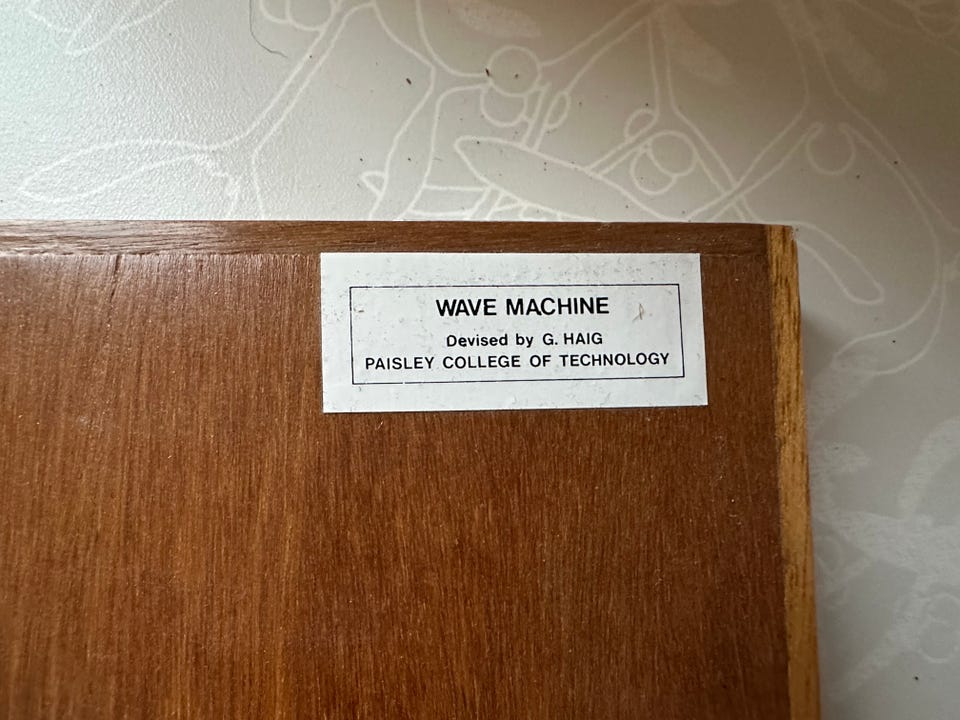 WAVE MACHINE
Devised by G. HAIG
PAISLEY COLLEGE OF TECHNOLOGY